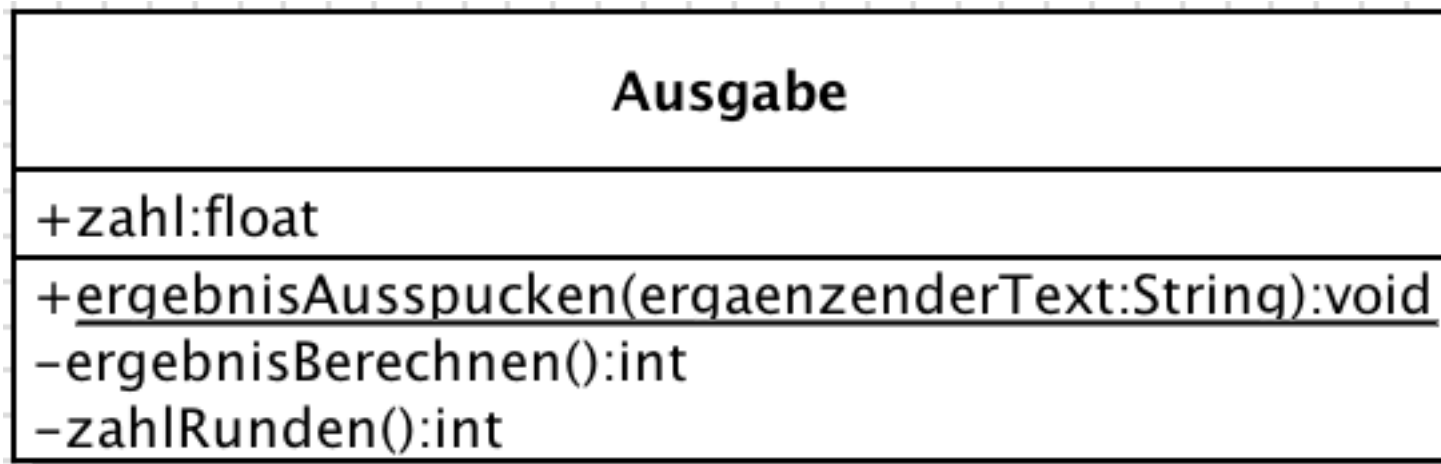 Ausgabe
+zahl:float
+ergebnisAusspucken(ergaenzenderText:String):void
-ergebnisBerechnen():int
-zahlRunden():int